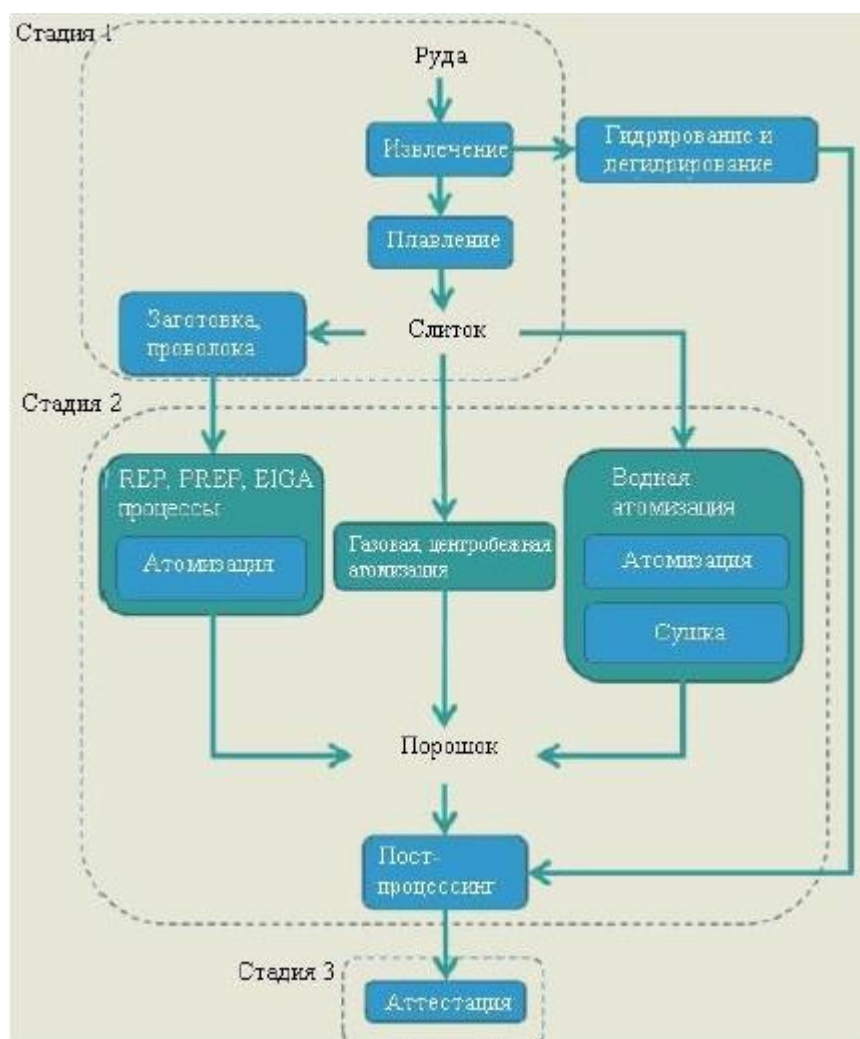 Стадия 1
Руда
Извлечение
Гидрирование и
дегидрирование
Плавление
Заготовка,
проволока
Слиток
Стадия 2
REP, PREP, EIGA
процессы
Атомизация
Газовая, центробежная
атомизация
Водная
атомизация
Атомизация
Сушка
Порошок
Пост-
процессинг
Стадия 3
Аттестация